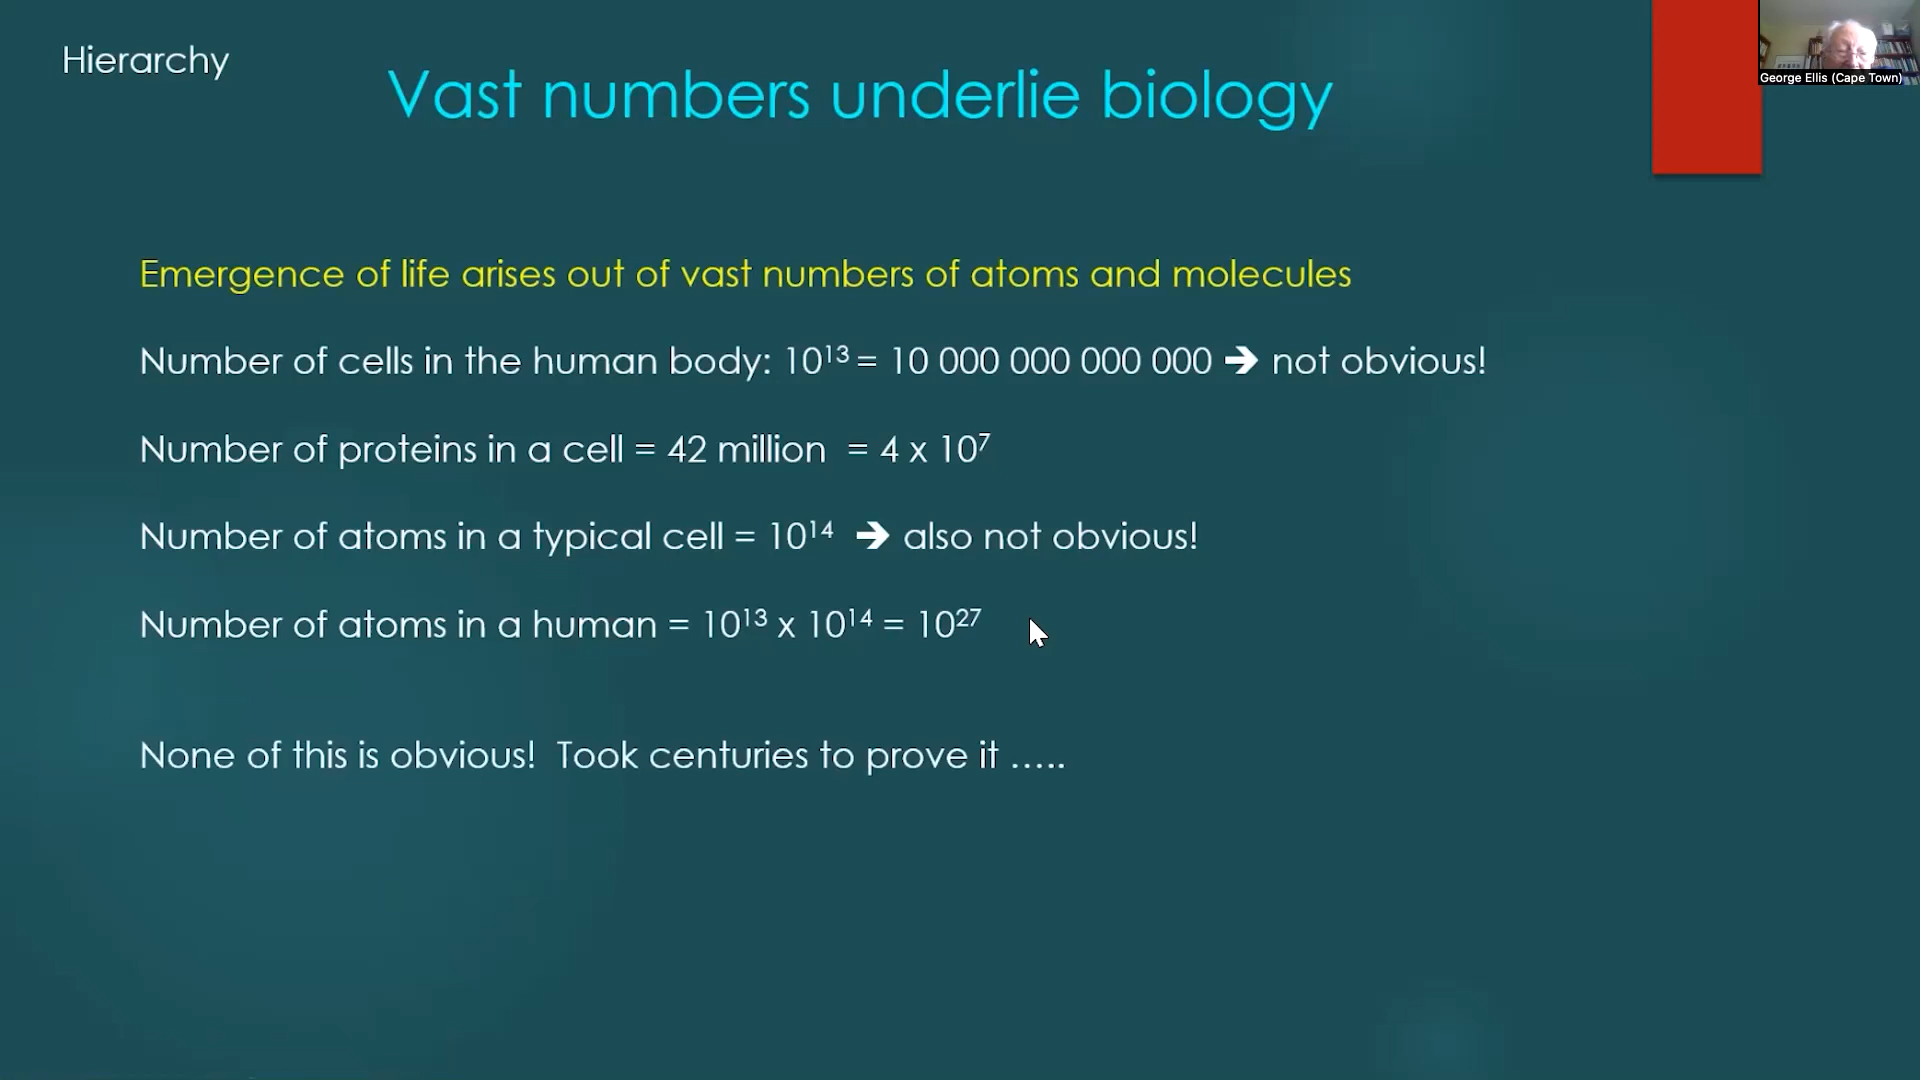 Hierarchy
Vast numbers underlie biology
George Ellis (Cape Town)
Emergence of life arises out of vast numbers of atoms and molecules
Number of cells in the human body: 10¹³ = 10 000 000 000 000 ➔ not obvious!
Number of proteins in a cell = 42 million = 4 x 10⁷
Number of atoms in a typical cell = 10¹⁴ ➔ also not obvious!
Number of atoms in a human = 10¹³ x 10¹⁴ = 10²⁷
None of this is obvious! Took centuries to prove it …..